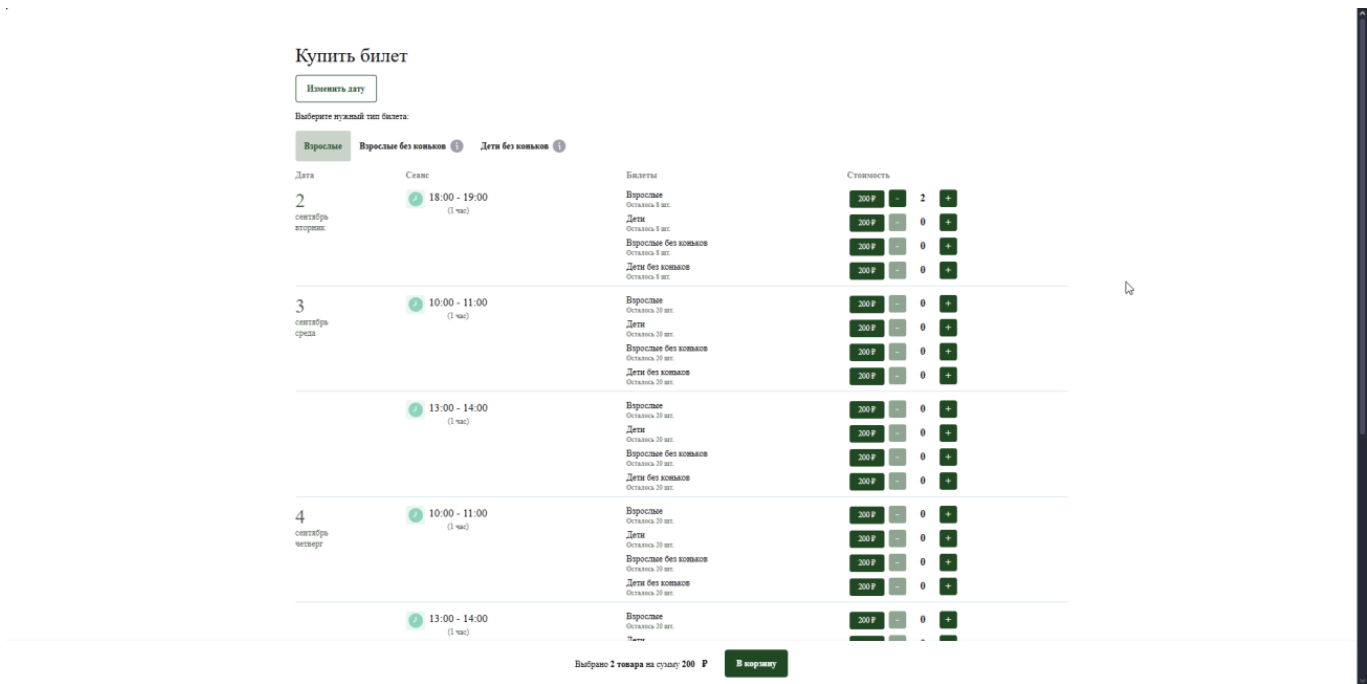 Купить билет
Изменить дату
Выберите нужный тип билета:
Взрослые Взрослые без коньков i Дети без коньков i
Дата Сеанс Билеты Стоимость
2 18:00 - 19:00 Взрослые 200 ₽ - 2 +
сентябрь (1 час) Осталось 8 шт.
вторник Дети 200 ₽ - 0 +
Осталось 8 шт.
Взрослые без коньков 200 ₽ - 0 +
Осталось 8 шт.
Дети без коньков 200 ₽ - 0 +
Осталось 8 шт.
3 10:00 - 11:00 Взрослые 200 ₽ - 0 +
сентябрь (1 час) Осталось 20 шт.
среда Дети 200 ₽ - 0 +
Осталось 20 шт.
Взрослые без коньков 200 ₽ - 0 +
Осталось 20 шт.
Дети без коньков 200 ₽ - 0 +
Осталось 20 шт.
13:00 - 14:00 Взрослые 200 ₽ - 0 +
(1 час) Осталось 20 шт.
Дети 200 ₽ - 0 +
Осталось 20 шт.
Взрослые без коньков 200 ₽ - 0 +
Осталось 20 шт.
Дети без коньков 200 ₽ - 0 +
Осталось 20 шт.
4 10:00 - 11:00 Взрослые 200 ₽ - 0 +
сентябрь (1 час) Осталось 20 шт.
четверг Дети 200 ₽ - 0 +
Осталось 20 шт.
Взрослые без коньков 200 ₽ - 0 +
Осталось 20 шт.
Дети без коньков 200 ₽ - 0 +
Осталось 20 шт.
13:00 - 14:00 Взрослые 200 ₽ - 0 +
(1 час) Осталось 20 шт.
Дети
Выбрано 2 товара на сумму 200 ₽ В корзину